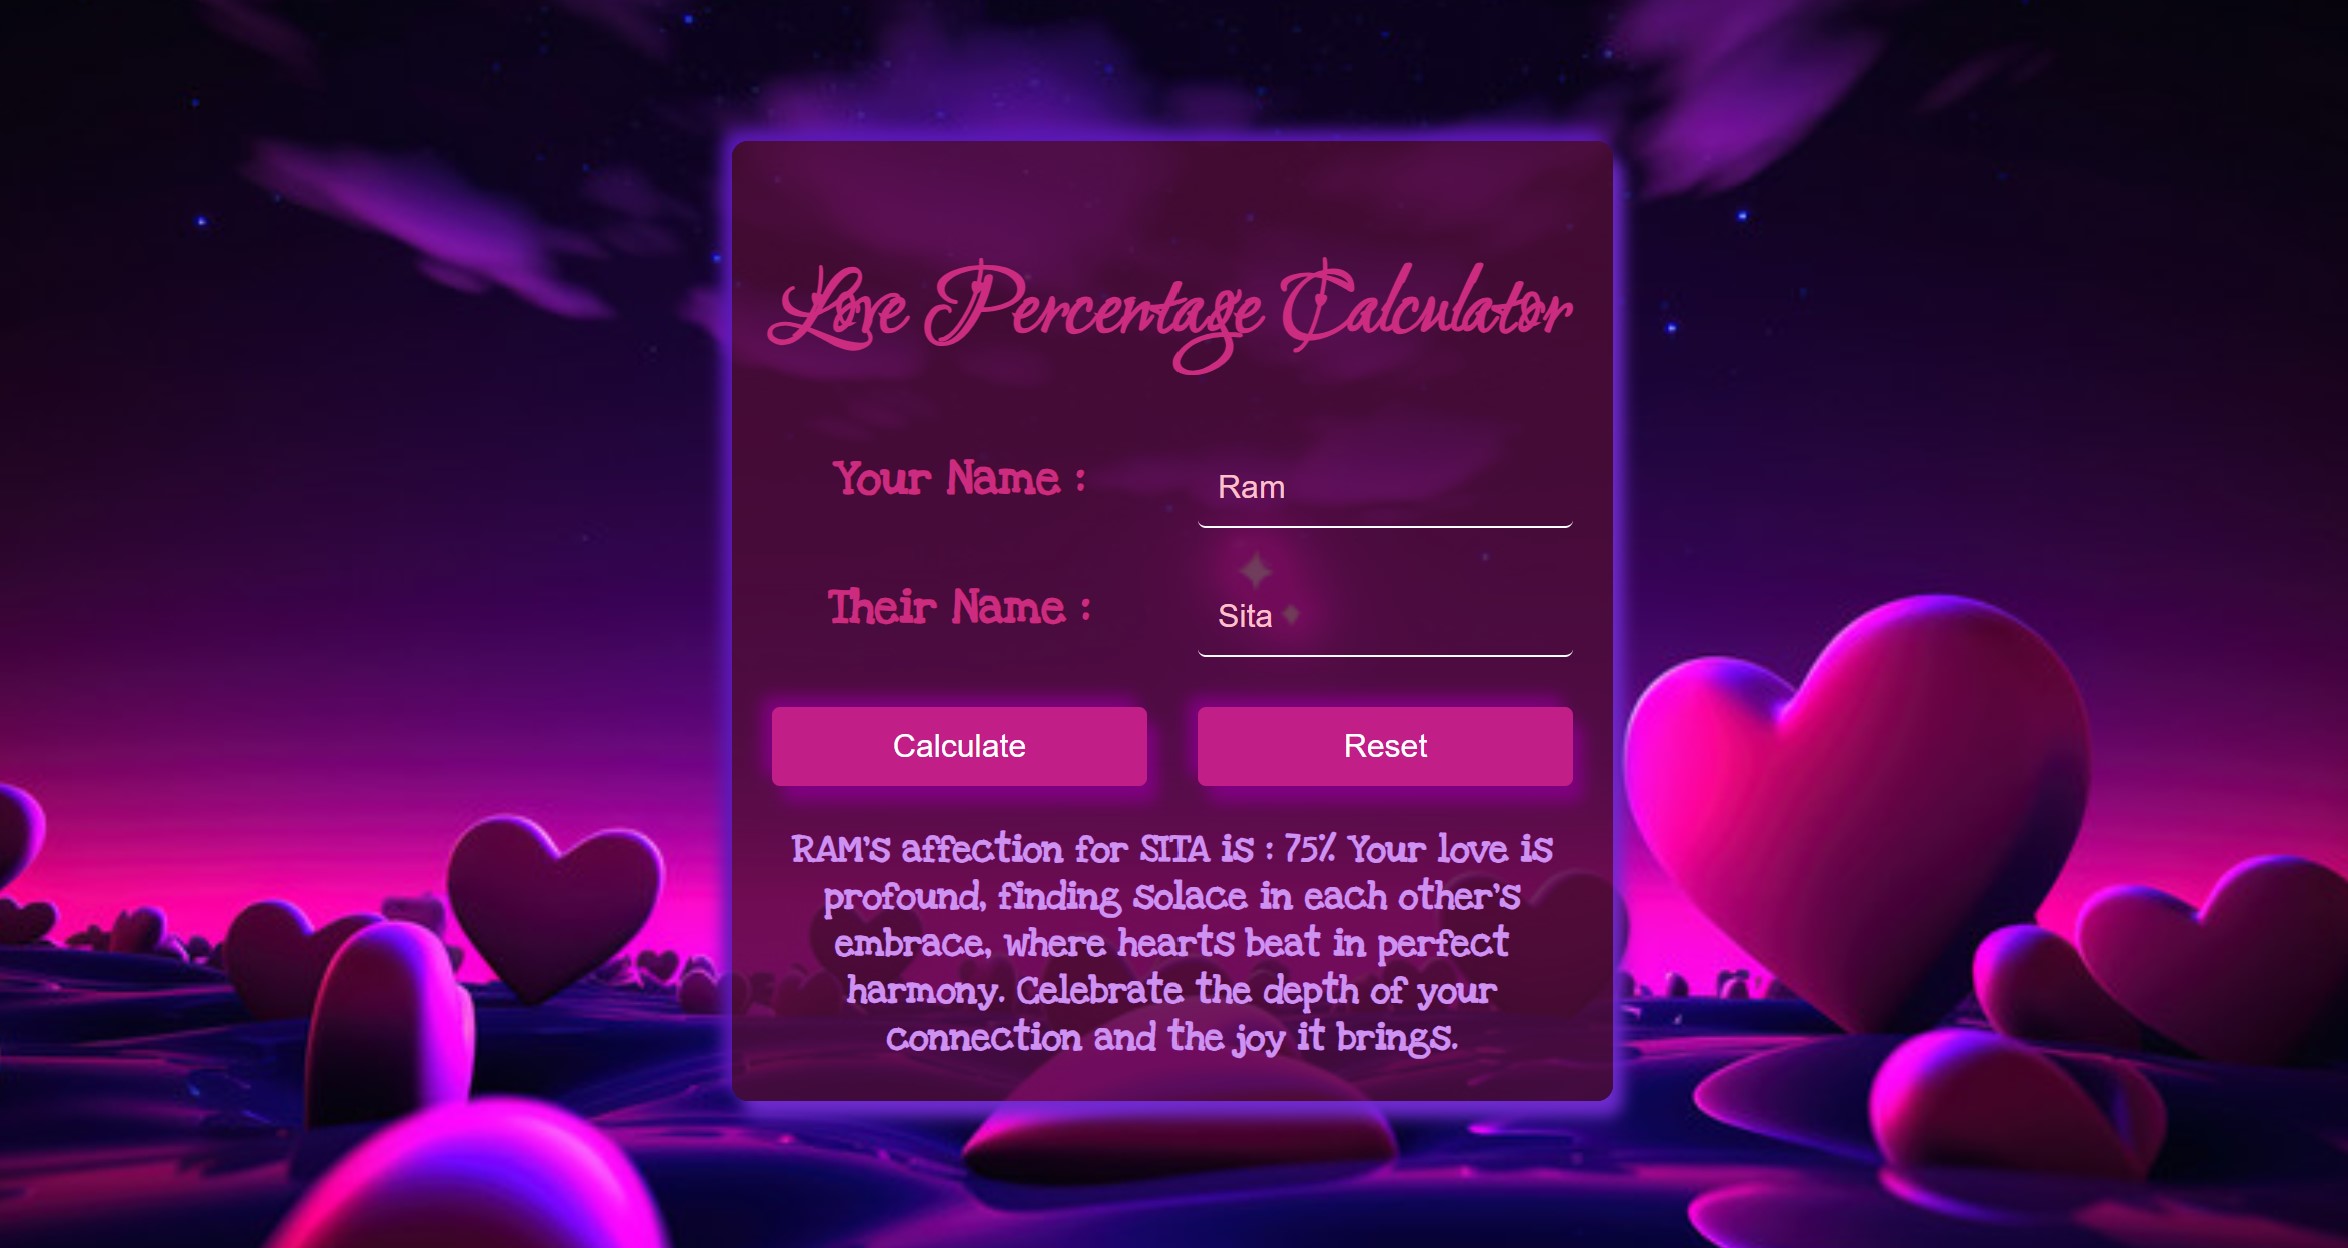 Love Percentage Calculator
Your Name :
Ram
Their Name :
Sita
Calculate
Reset
RAM's affection for SITA is : 75% Your love is
profound, finding solace in each other's
embrace, where hearts beat in perfect
harmony. Celebrate the depth of your
connection and the joy it brings.